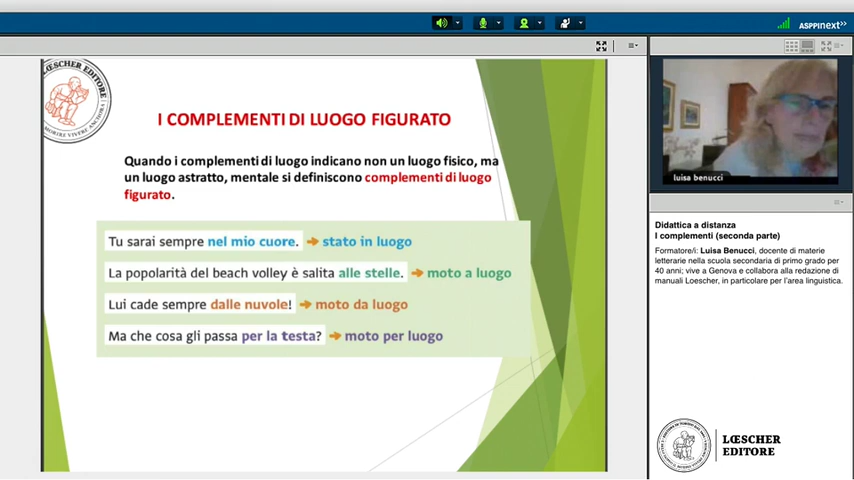 ASPPInext>>
LŒSCHER EDITORE
I COMPLEMENTI DI LUOGO FIGURATO
Quando i complementi di luogo indicano non un luogo fisico, ma
un luogo astratto, mentale si definiscono complementi di luogo
figurato.
Tu sarai sempre nel mio cuore. → stato in luogo
La popolarità del beach volley è salita alle stelle. → moto a luogo
Lui cade sempre dalle nuvole! → moto da luogo
Ma che cosa gli passa per la testa? → moto per luogo
luisa benucci
Didattica a distanza
I complementi (seconda parte)
Formatore/i: Luisa Benucci, docente di materie
letterarie nella scuola secondaria di primo grado per
40 anni; vive a Genova e collabora alla redazione di
manuali Loescher, in particolare per l'area linguistica.
LŒSCHER
EDITORE